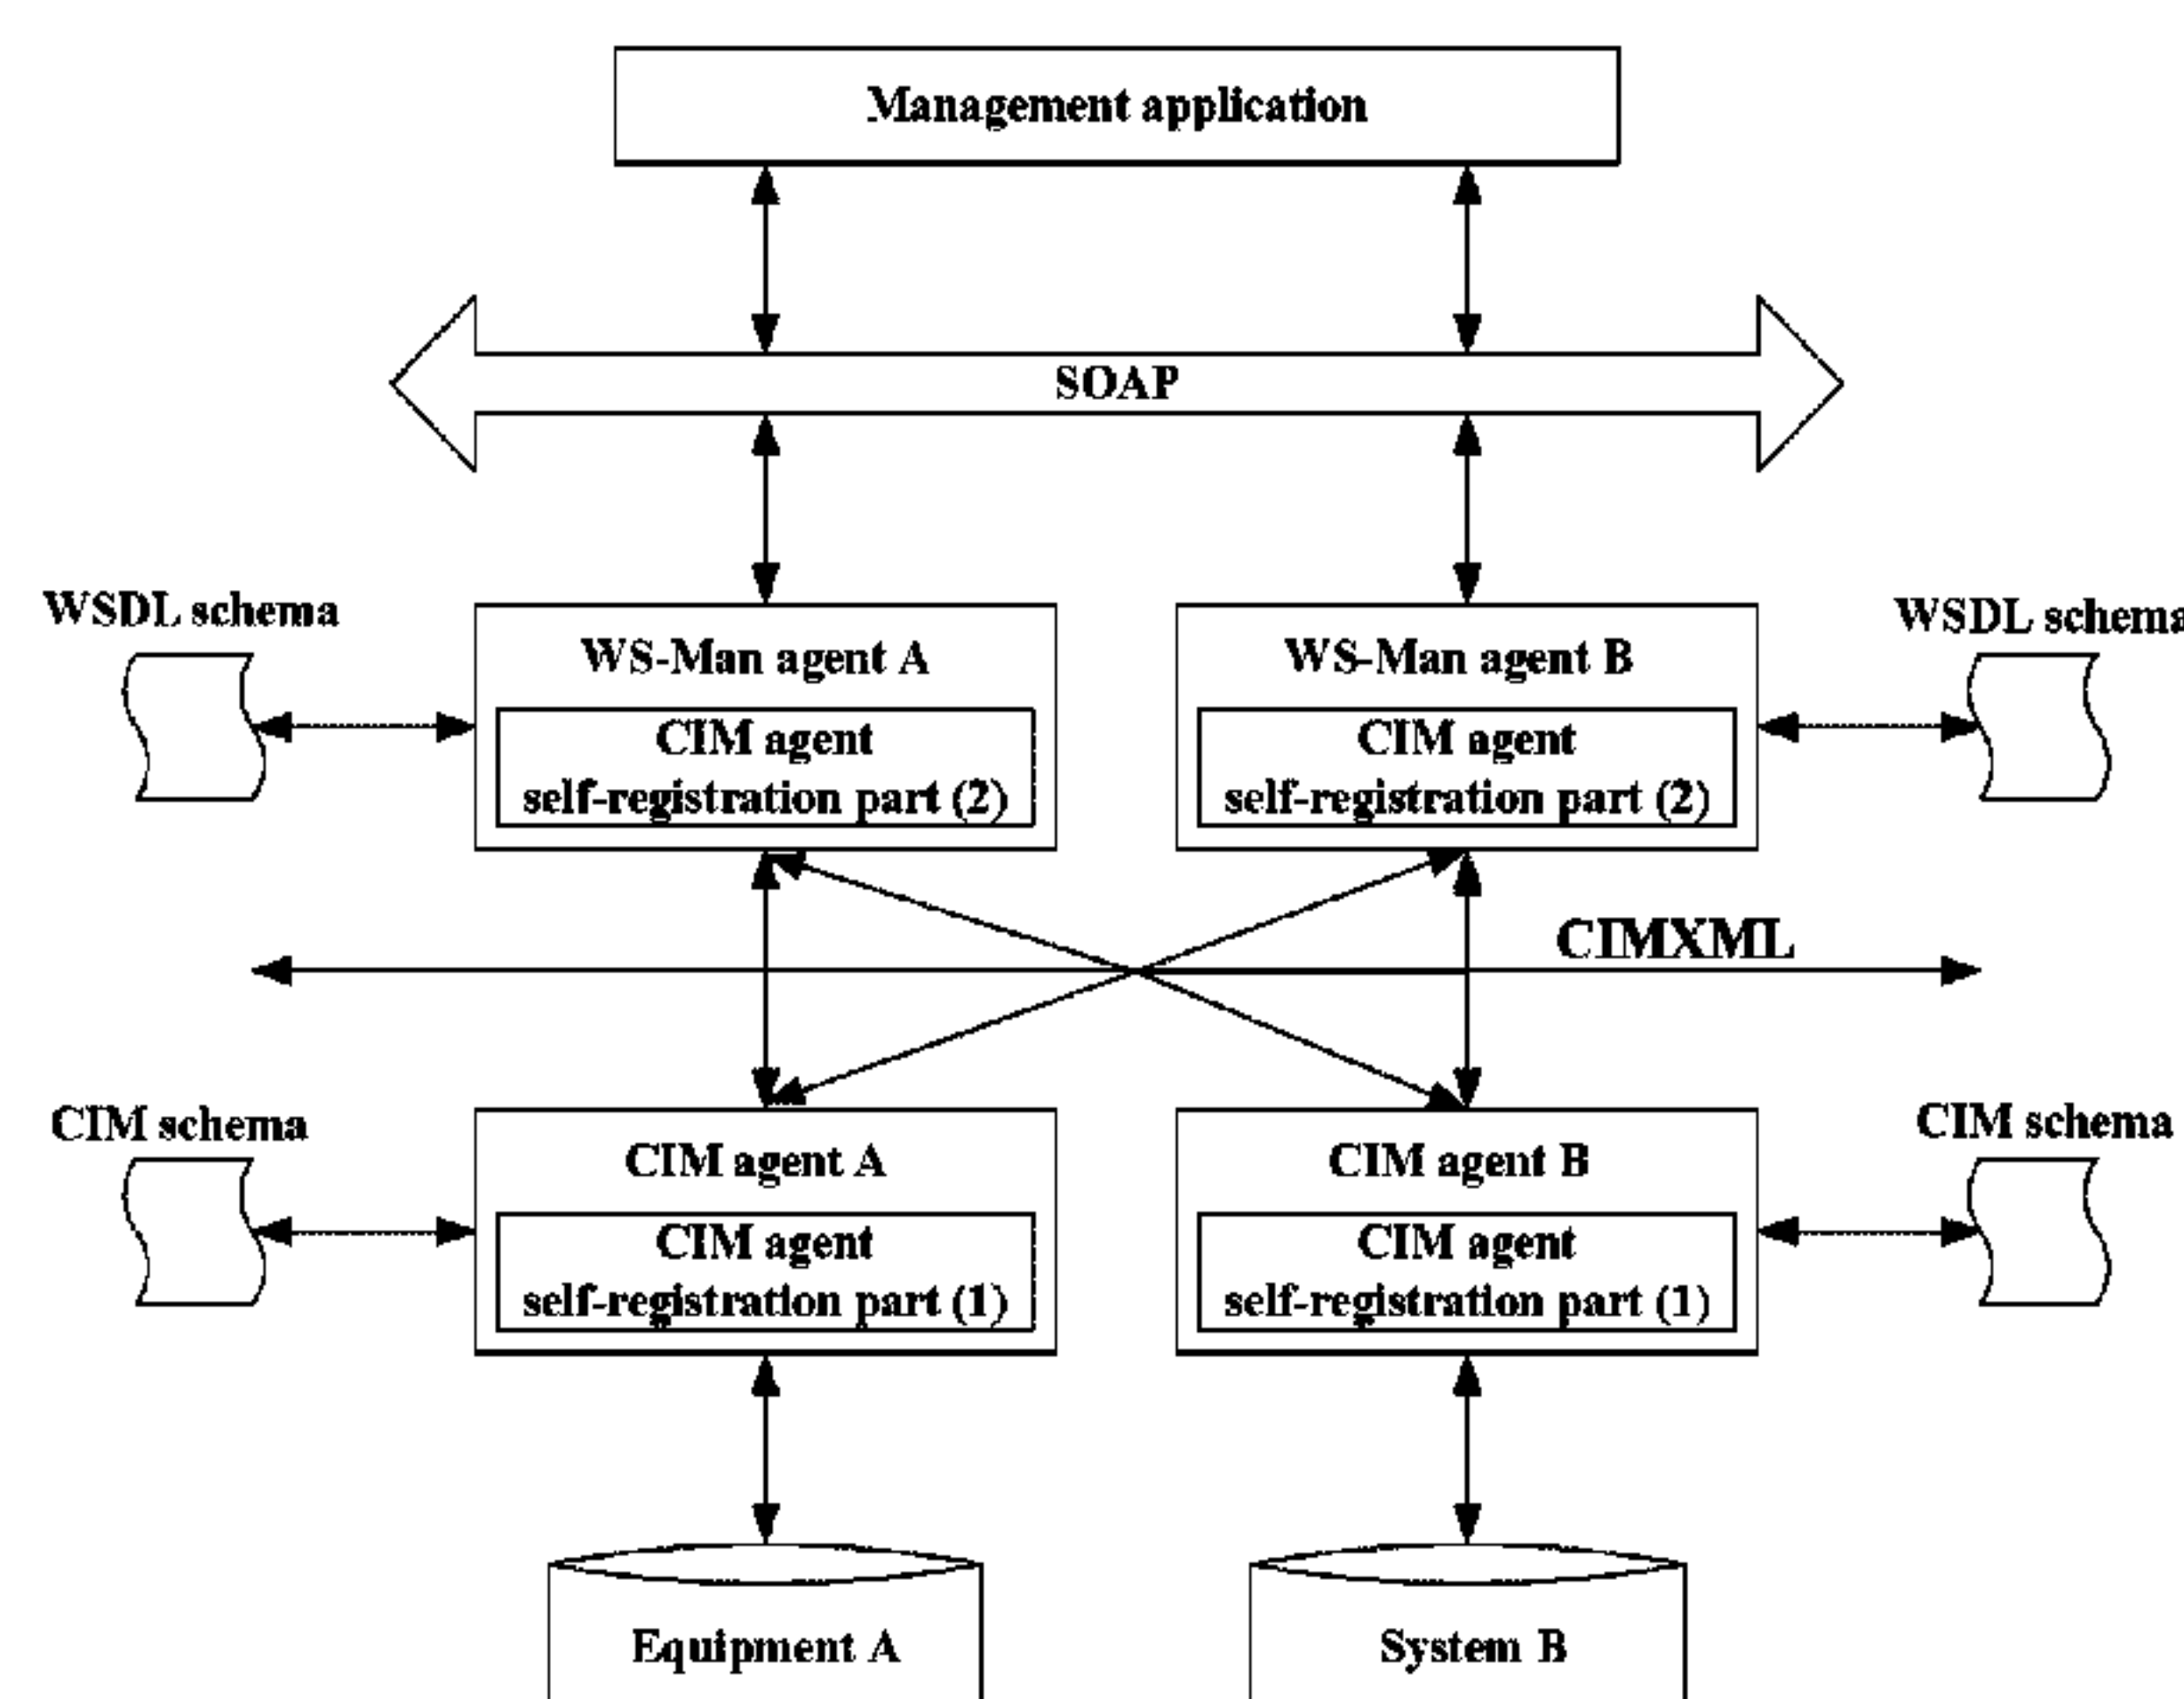 Management application
SOAP
WSDL schema
WSDL schema
WS-Man agent A
WS-Man agent B
CIM agent
self-registration part (2)
CIM agent
self-registration part (2)
CIMXML
CIM schema
CIM schema
CIM agent A
CIM agent B
CIM agent
self-registration part (1)
CIM agent
self-registration part (1)
Equipment A
System B